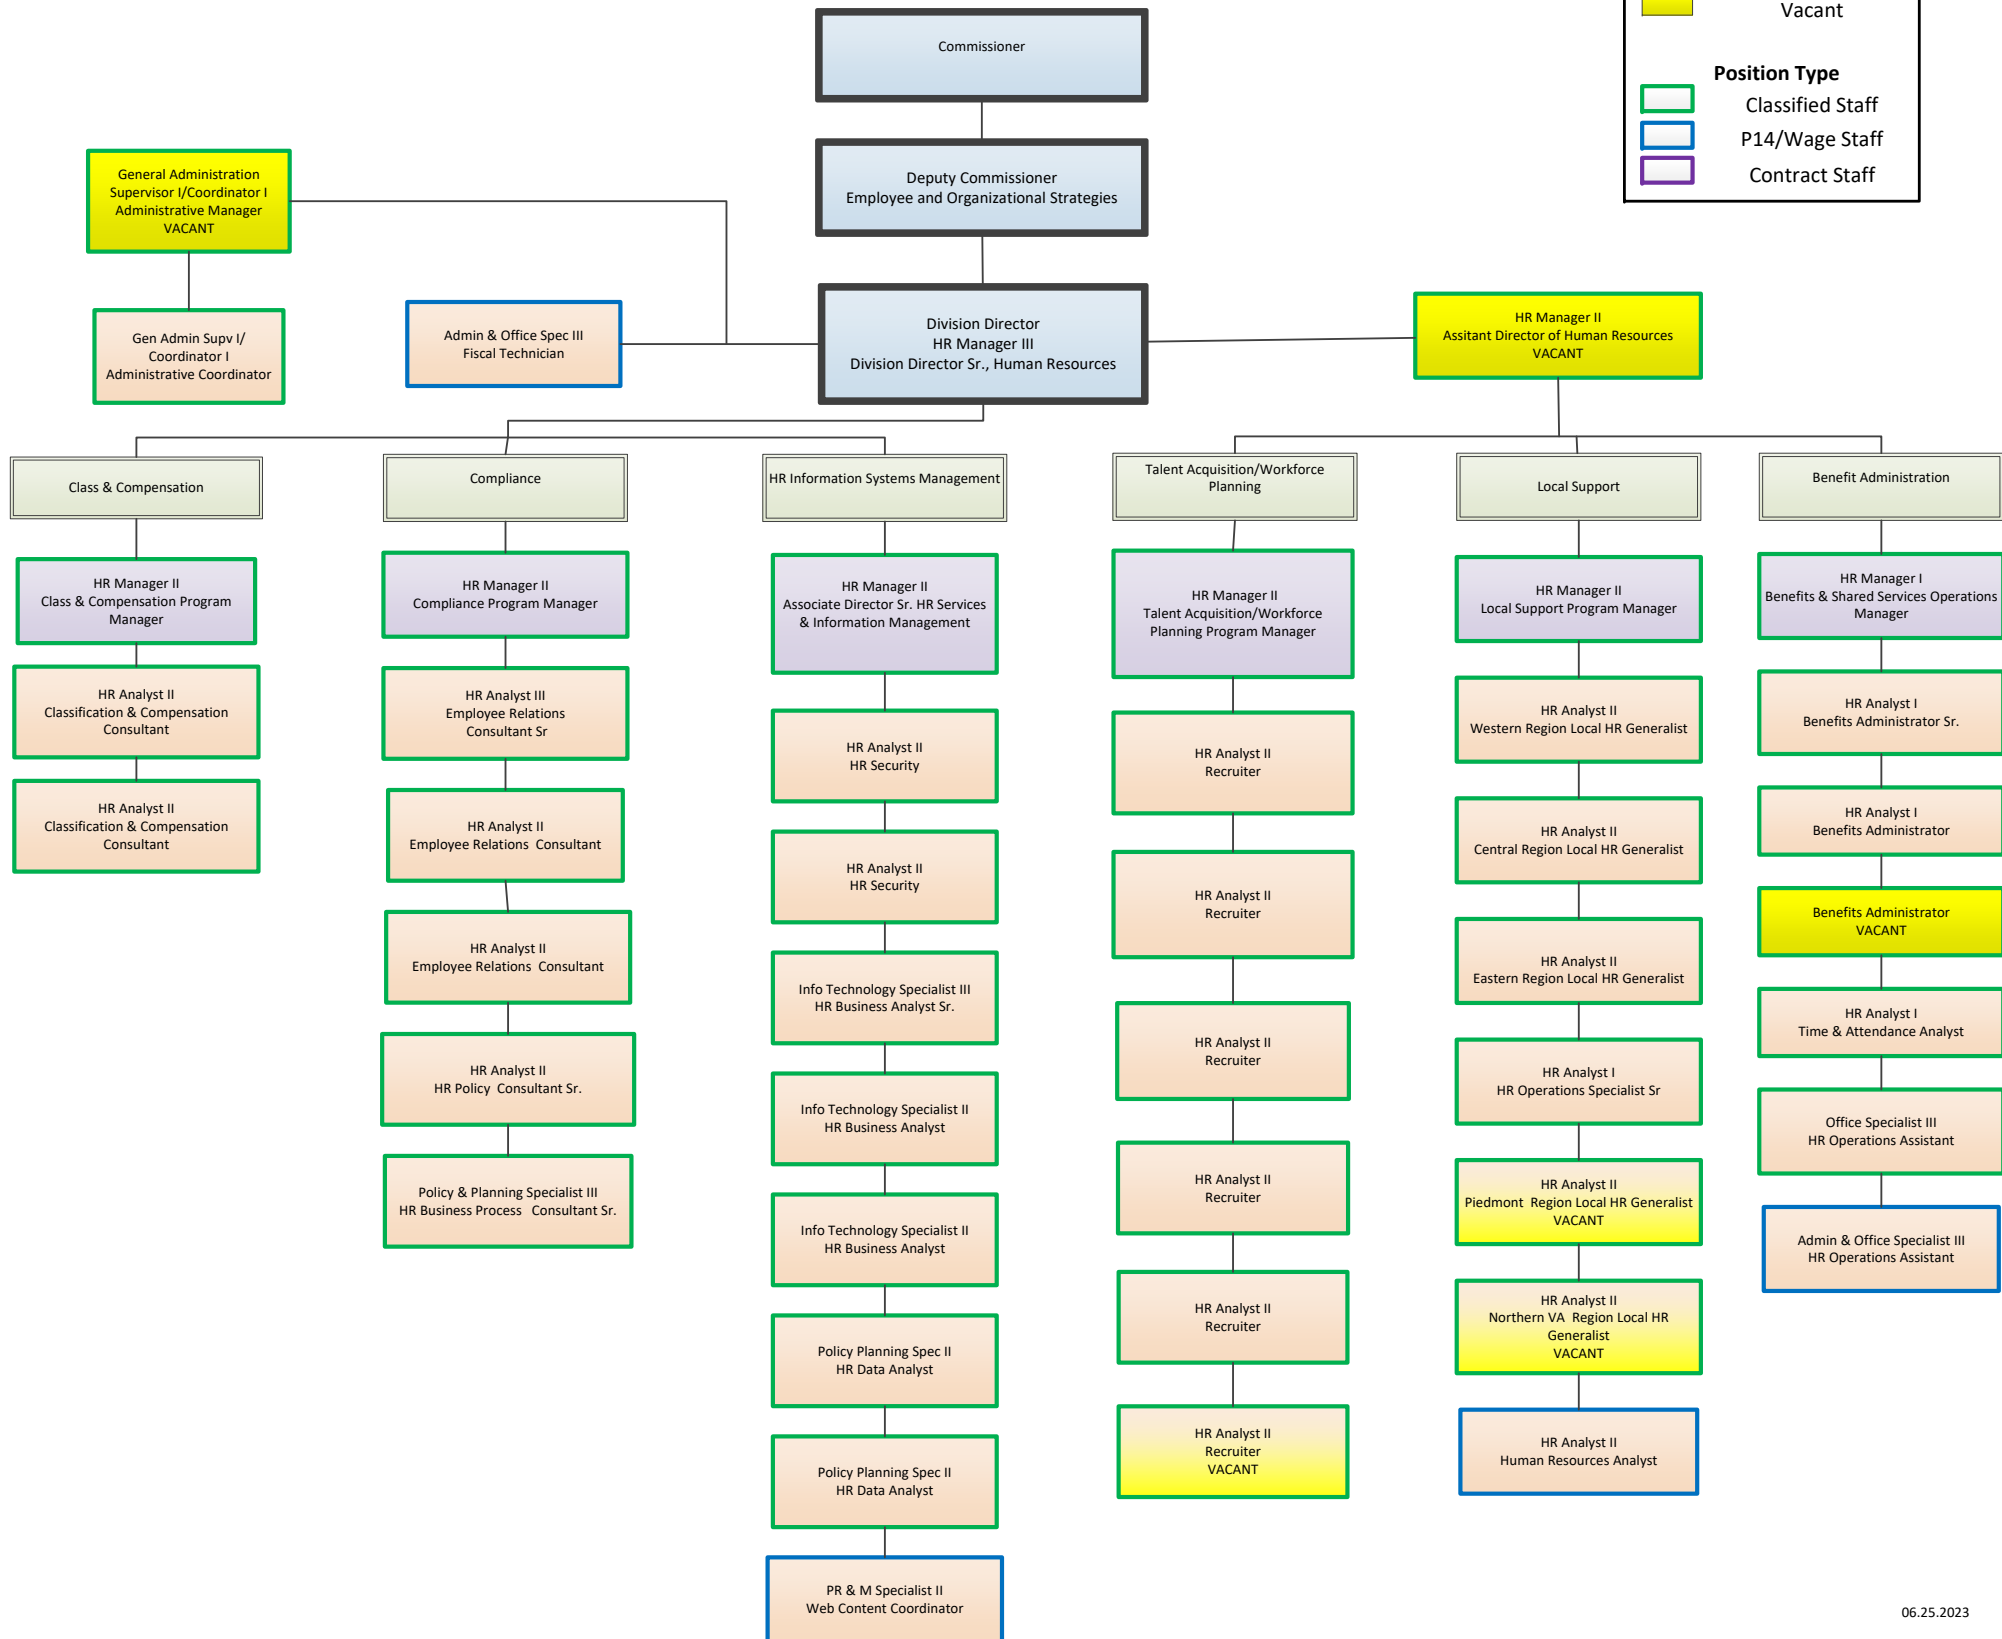 Vacant
Position Type
Classified Staff
P14/Wage Staff
Contract Staff
Commissioner
Deputy Commissioner
Employee and Organizational Strategies
General Administration
Supervisor I/Coordinator I
Administrative Manager
VACANT
Gen Admin Supv I/
Coordinator I
Administrative Coordinator
Admin & Office Spec III
Fiscal Technician
Division Director
HR Manager III
Division Director Sr., Human Resources
HR Manager II
Assitant Director of Human Resources
VACANT
Class & Compensation
HR Manager II
Class & Compensation Program
Manager
HR Analyst II
Classification & Compensation
Consultant
HR Analyst II
Classification & Compensation
Consultant
Compliance
HR Manager II
Compliance Program Manager
HR Analyst III
Employee Relations
Consultant Sr
HR Analyst II
Employee Relations Consultant
HR Analyst II
Employee Relations Consultant
HR Analyst II
HR Policy Consultant Sr.
Policy & Planning Specialist III
HR Business Process Consultant Sr.
HR Information Systems Management
HR Manager II
Associate Director Sr. HR Services
& Information Management
HR Analyst II
HR Security
HR Analyst II
HR Security
Info Technology Specialist III
HR Business Analyst Sr.
Info Technology Specialist II
HR Business Analyst
Info Technology Specialist II
HR Business Analyst
Policy Planning Spec II
HR Data Analyst
Policy Planning Spec II
HR Data Analyst
PR & M Specialist II
Web Content Coordinator
Talent Acquisition/Workforce
Planning
HR Manager II
Talent Acquisition/Workforce
Planning Program Manager
HR Analyst II
Recruiter
HR Analyst II
Recruiter
HR Analyst II
Recruiter
HR Analyst II
Recruiter
HR Analyst II
Recruiter
HR Analyst II
Recruiter
VACANT
Local Support
HR Manager II
Local Support Program Manager
HR Analyst II
Western Region Local HR Generalist
HR Analyst II
Central Region Local HR Generalist
HR Analyst II
Eastern Region Local HR Generalist
HR Analyst I
HR Operations Specialist Sr
HR Analyst II
Piedmont Region Local HR Generalist
VACANT
HR Analyst II
Northern VA Region Local HR
Generalist
VACANT
HR Analyst II
Human Resources Analyst
Benefit Administration
HR Manager I
Benefits & Shared Services Operations
Manager
HR Analyst I
Benefits Administrator Sr.
HR Analyst I
Benefits Administrator
Benefits Administrator
VACANT
HR Analyst I
Time & Attendance Analyst
Office Specialist III
HR Operations Assistant
Admin & Office Specialist III
HR Operations Assistant
06.25.2023